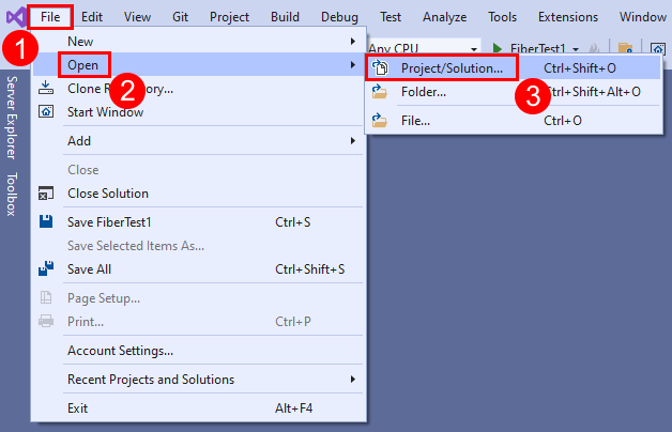 File Edit View Git Project Build Debug Test Analyze Tools Extensions Window
1
New
Any CPU FiberTest1
Open
Project/Solution... Ctrl+Shift+O
2
3
Clone R ory...
Folder... Ctrl+Shift+Alt+O
Start Window
File... Ctrl+O
Add
Close
Close Solution
Save FiberTest1 Ctrl+S
Save Selected Items As...
Save All Ctrl+Shift+S
Page Setup...
Print... Ctrl+P
Account Settings...
Recent Projects and Solutions
Exit Alt+F4
Server Explorer
Toolbox